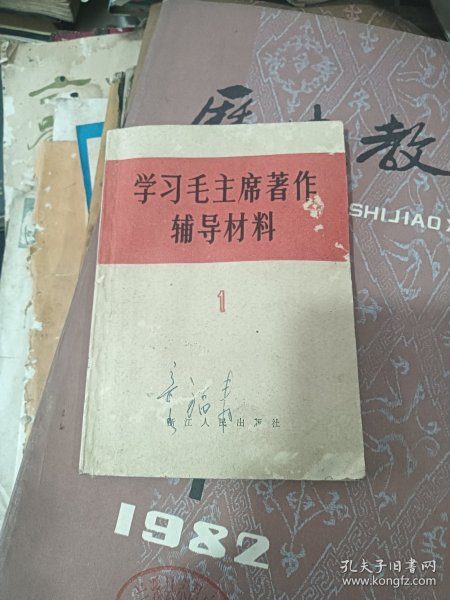 学习毛主席著作
辅导材料
1
浙江人民出版社
教
SHIJIAO
1982
孔夫子旧书网
www.kongfz.com